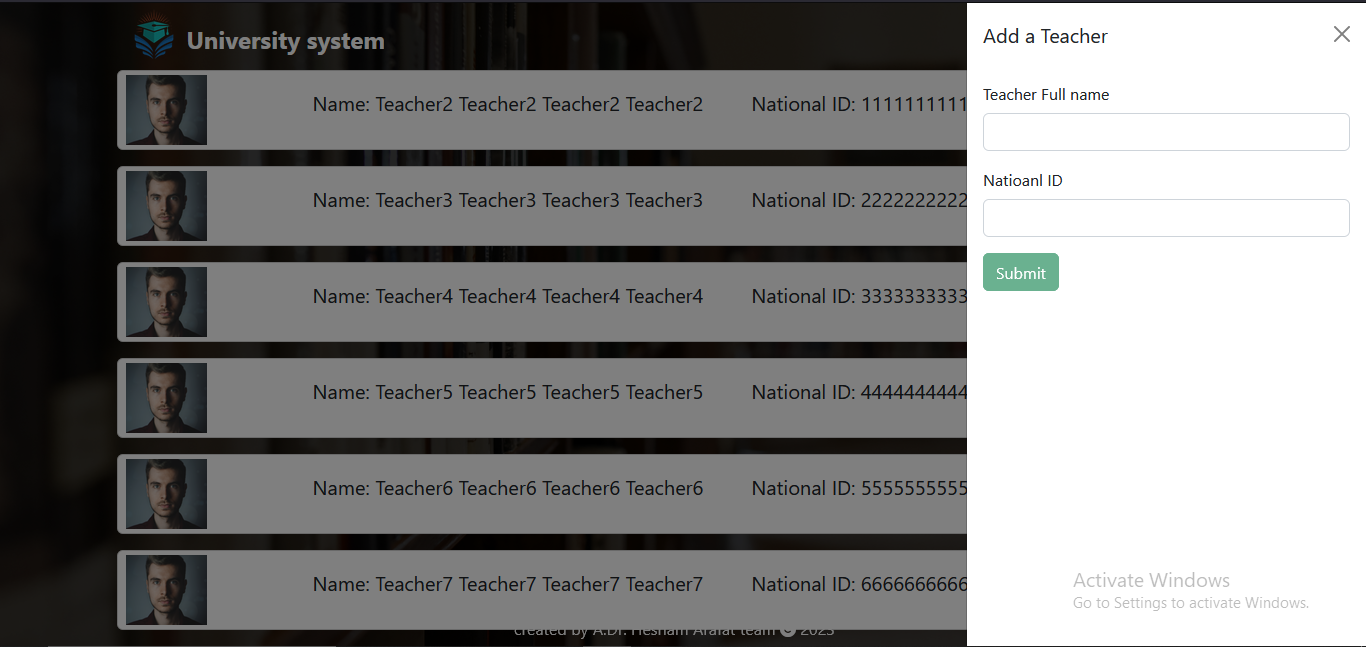 University system
Name: Teacher2 Teacher2 Teacher2 Teacher2 National ID: 1111111111
Name: Teacher3 Teacher3 Teacher3 Teacher3 National ID: 2222222222
Name: Teacher4 Teacher4 Teacher4 Teacher4 National ID: 3333333333
Name: Teacher5 Teacher5 Teacher5 Teacher5 National ID: 4444444444
Name: Teacher6 Teacher6 Teacher6 Teacher6 National ID: 5555555555
Name: Teacher7 Teacher7 Teacher7 Teacher7 National ID: 6666666666
created by A.Dr. Hesham Arafat team © 2023
Add a Teacher
Teacher Full name
Natioanl ID
Submit
Activate Windows
Go to Settings to activate Windows.